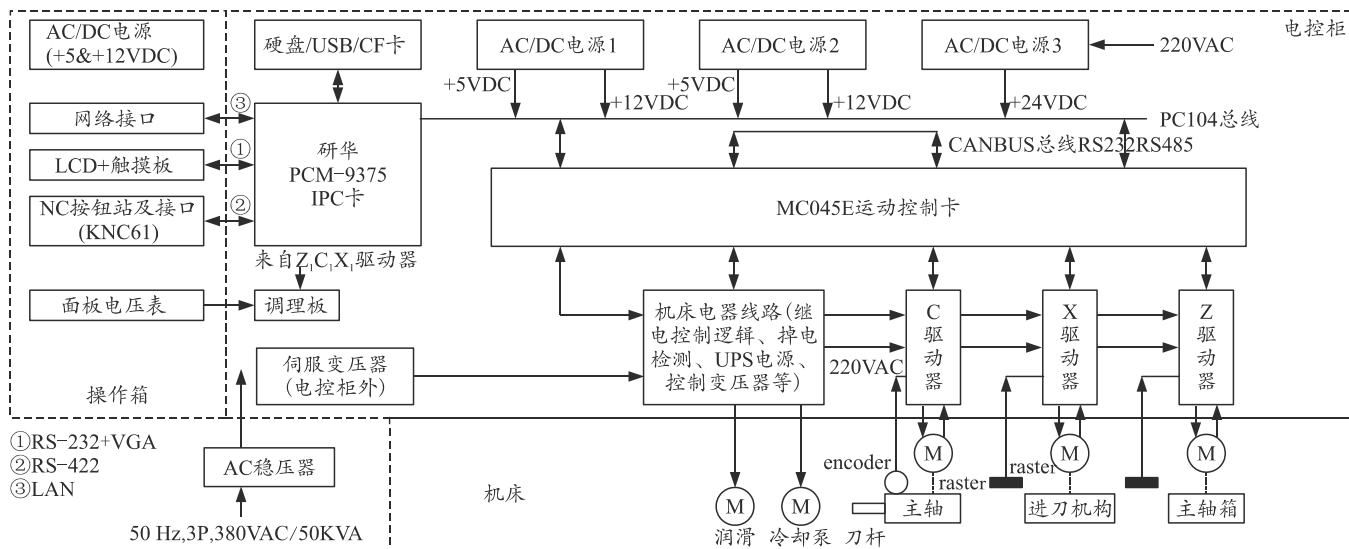 AC/DC电源
(+5&+12VDC)
硬盘/USB/CF卡
AC/DC电源1
AC/DC电源2
AC/DC电源3
电控柜
220VAC
+5VDC
+12VDC
+5VDC
+12VDC
+24VDC
网络接口
③
PC104总线
研华
PCM-9375
IPC卡
CANBUS总线RS232RS485
LCD+触摸板
①
NC按钮站及接口
(KNC61)
②
MC045E运动控制卡
来自Z₁C₁X₁驱动器
面板电压表
调理板
机床电器线路(继
电控制逻辑、掉电
检测、UPS电源、
控制变压器等)
C
驱
动
器
X
驱
动
器
Z
驱
动
器
220VAC
伺服变压器
(电控柜外)
操作箱
①RS-232+VGA
②RS-422
③LAN
AC稳压器
机床
encoder
raster
raster
M
M
M
M
M
主轴
进刀机构
主轴箱
润滑
冷却泵
刀杆
50 Hz,3P,380VAC/50KVA